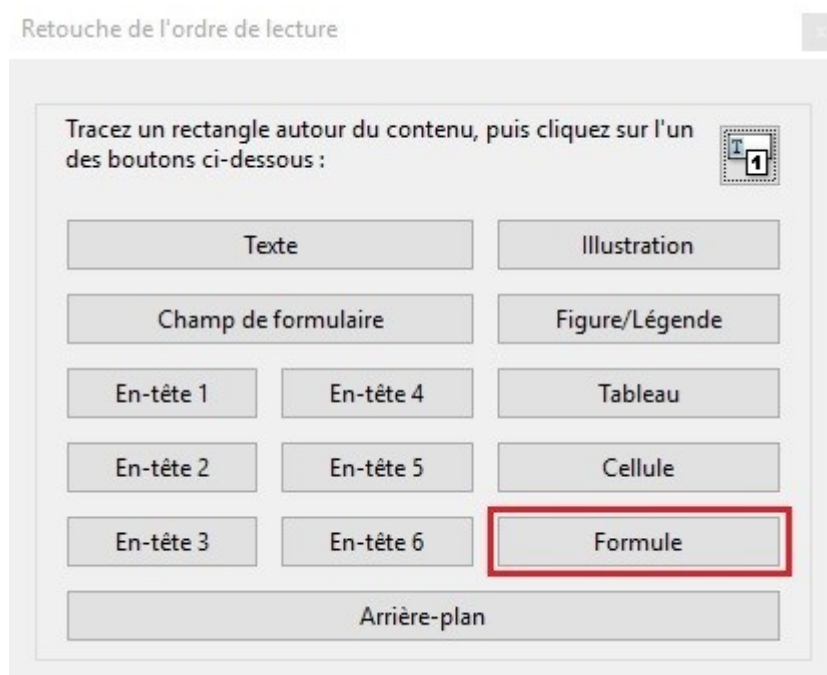 Retouche de l'ordre de lecture
x
Tracez un rectangle autour du contenu, puis cliquez sur l'un
des boutons ci-dessous :
T
1
Texte
Illustration
Champ de formulaire
Figure/Légende
En-tête 1
En-tête 4
Tableau
En-tête 2
En-tête 5
Cellule
En-tête 3
En-tête 6
Formule
Arrière-plan